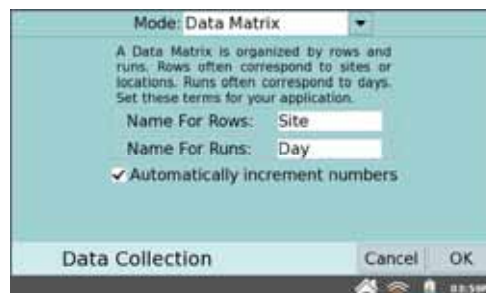 Mode: Data Matrix
A Data Matrix is organized by rows and
runs. Rows often correspond to sites or
locations. Runs often correspond to days.
Set these terms for your application.
Name For Rows: Site
Name For Runs: Day
Automatically increment numbers
Data Collection Cancel OK